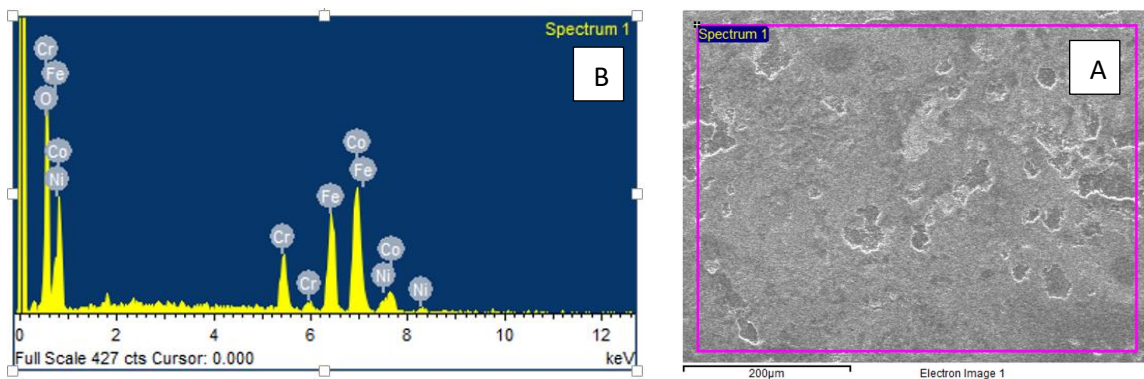 Spectrum 1
B
Cr
Fe
O
Co
Ni
Cr
Cr
Fe
Co
Fe
Co
Ni
Ni
0 2 4 6 8 10 12
Full Scale 427 cts Cursor: 0.000 keV
Spectrum 1
A
200µm Electron Image 1